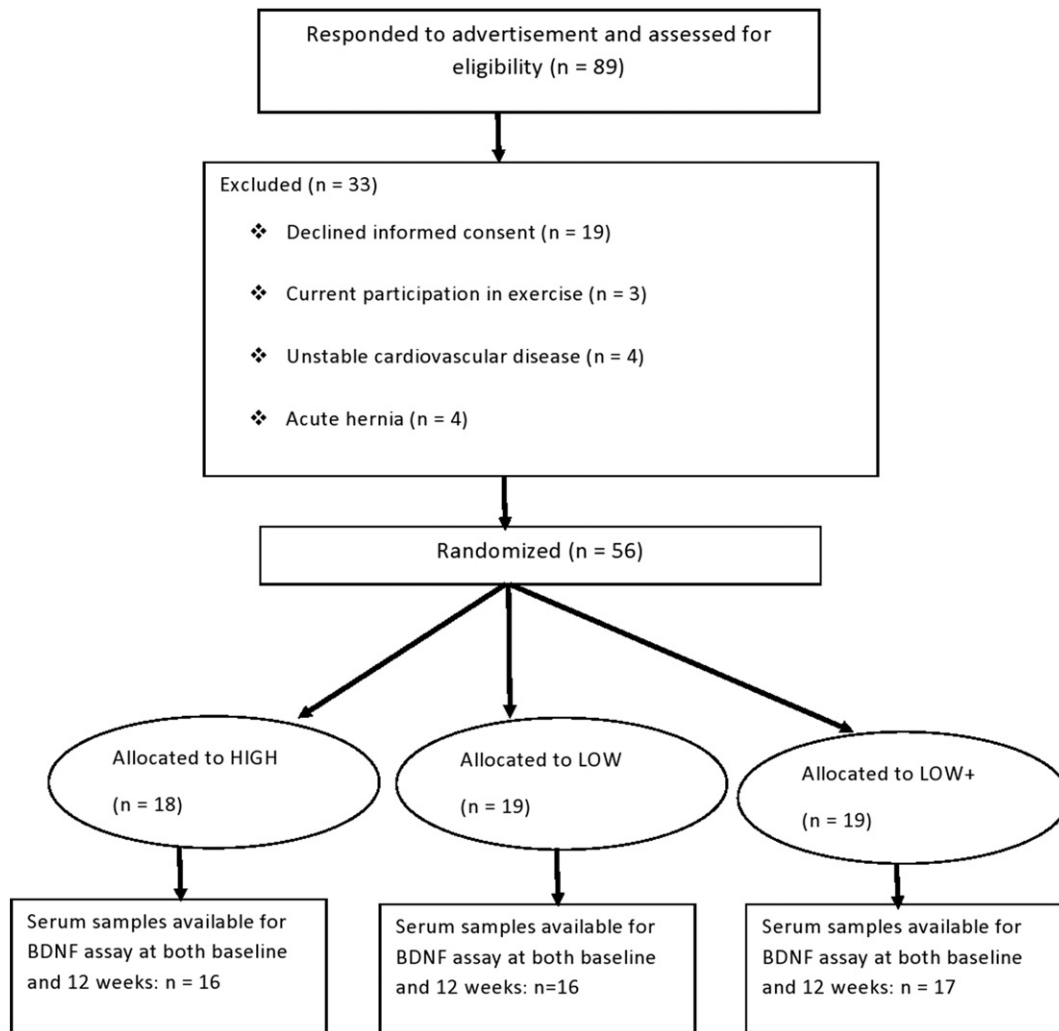 Responded to advertisement and assessed for
eligibility (n = 89)
Excluded (n = 33)
❖ Declined informed consent (n = 19)
❖ Current participation in exercise (n = 3)
❖ Unstable cardiovascular disease (n = 4)
❖ Acute hernia (n = 4)
Randomized (n = 56)
Allocated to HIGH
(n = 18)
Allocated to LOW
(n = 19)
Allocated to LOW+
(n = 19)
Serum samples available for
BDNF assay at both baseline
and 12 weeks: n = 16
Serum samples available for
BDNF assay at both baseline
and 12 weeks: n=16
Serum samples available for
BDNF assay at both baseline
and 12 weeks: n = 17